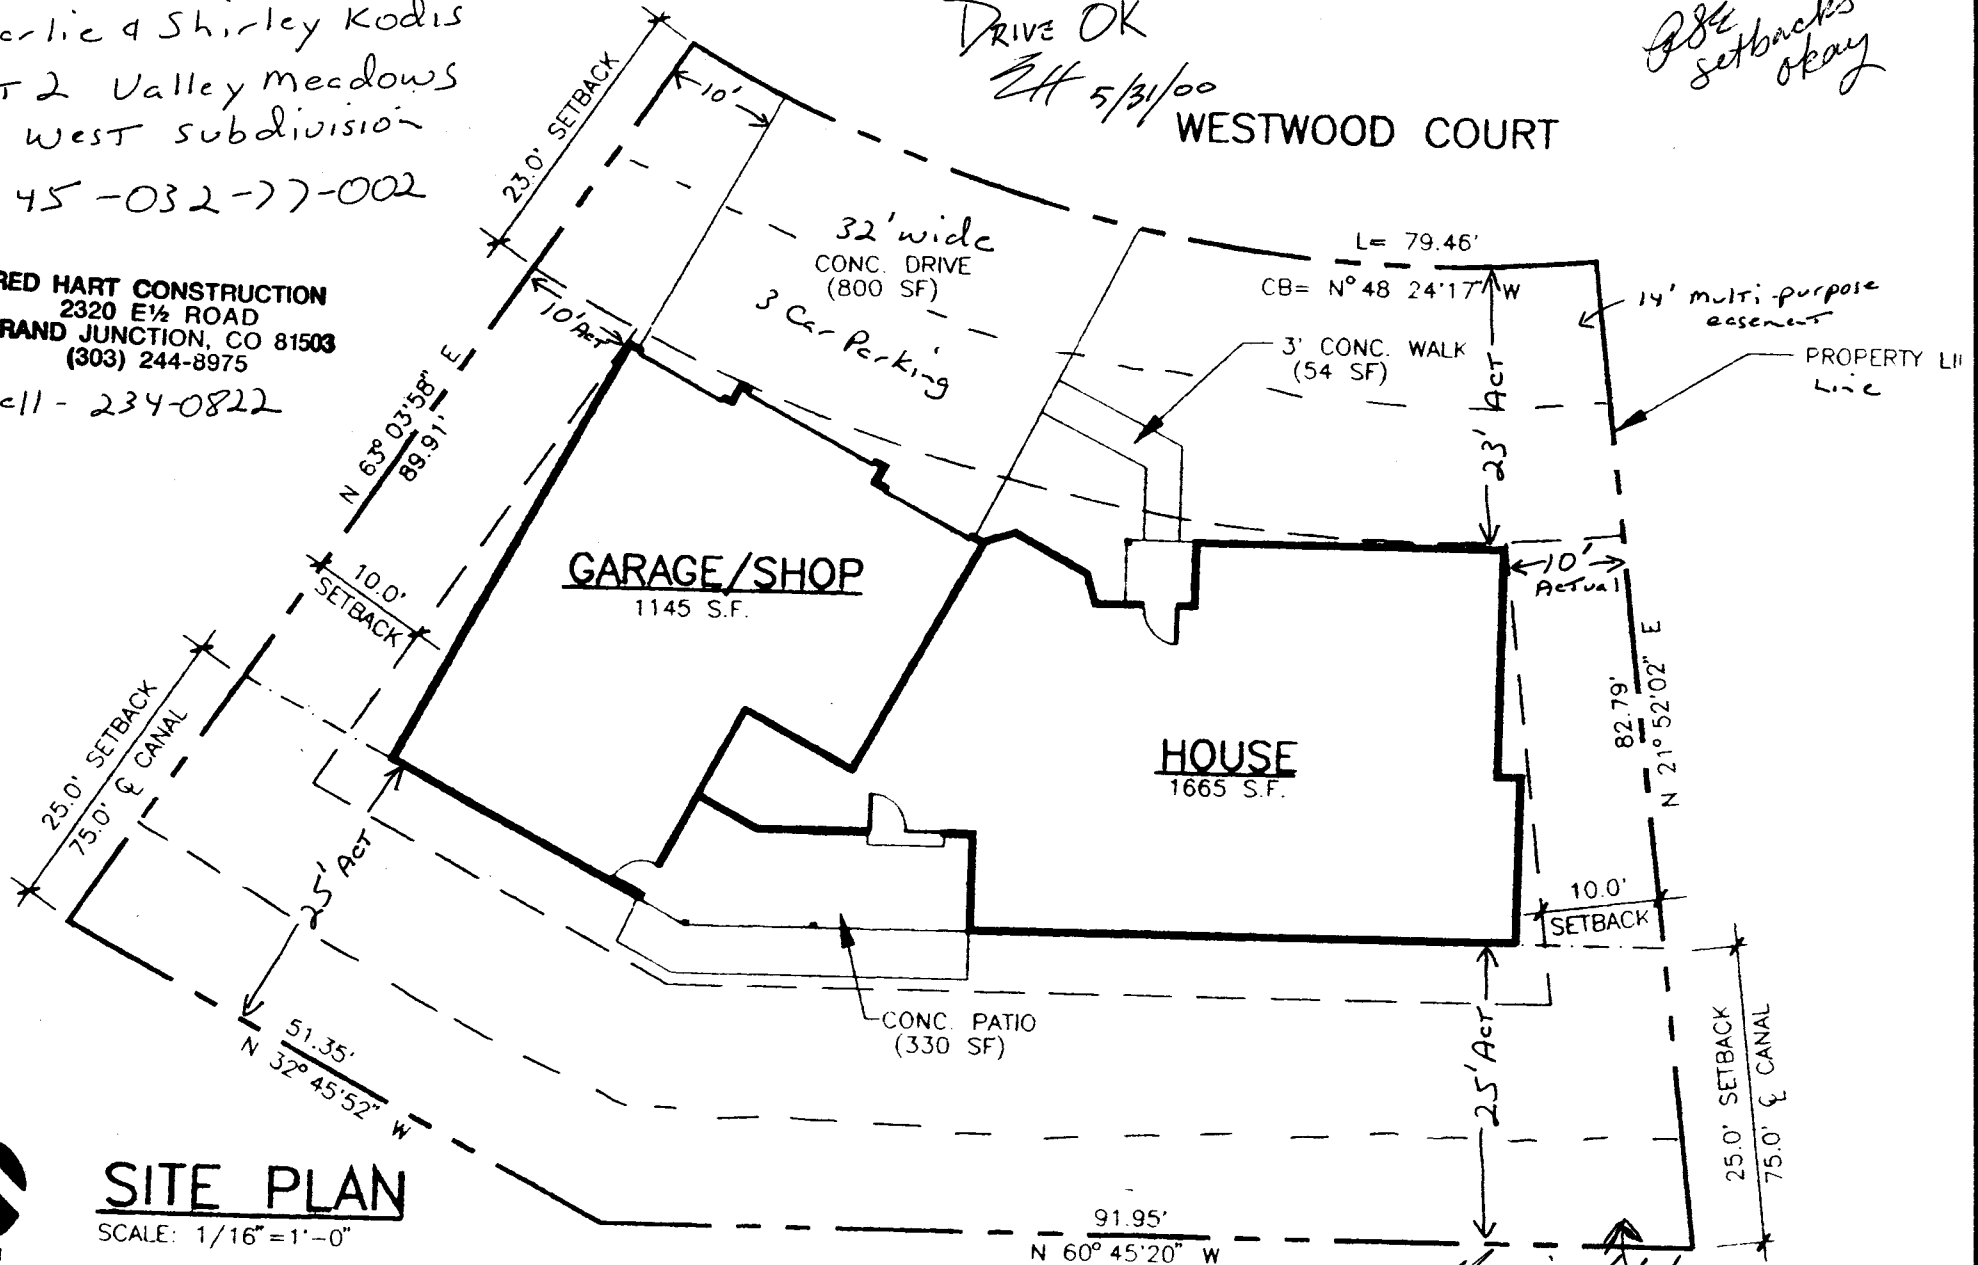 & Shirley Kodis
2 Valley Meadows
West Subdivision
45-032-77-002
HART CONSTRUCTION
2320 E½ ROAD
JUNCTION, CO 81503
(303) 244-8975
234-0822
DRIVE OK
5/31/00
setbacks
okay
WESTWOOD COURT
23.0' SETBACK
10'
32' wide
CONC. DRIVE
(800 SF)
3 Car Parking
L= 79.46'
CB= N°48 24'17" W
14' multi-purpose
easement
PROPERTY
Line
3' CONC. WALK
(54 SF)
23' ACT
10' ACT
N 63° 03'58" E
89.91'
10.0'
SETBACK
GARAGE/SHOP
1145 S.F.
10'
Actual
HOUSE
1665 S.F.
82.79'
N 21° 52'02" E
25.0' SETBACK
75.0' ℄ CANAL
25' ACT
10.0'
SETBACK
CONC. PATIO
(330 SF)
25' ACT
25.0' SETBACK
75.0' ℄ CANAL
51.35'
N 32° 45'52" W
91.95'
N 60° 45'20" W
SITE PLAN
SCALE: 1/16"=1'-0"